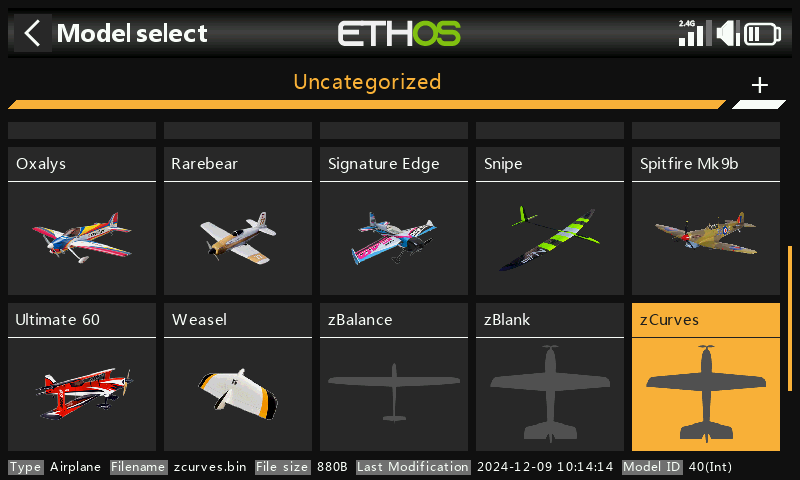 Model select
ETHOS
2.4G
Uncategorized
+
Oxalys
Rarebear
Signature Edge
Snipe
Spitfire Mk9b
Ultimate 60
Weasel
zBalance
zBlank
zCurves
Type Airplane Filename zcurves.bin File size 880B Last Modification 2024-12-09 10:14:14 Model ID 40(Int)